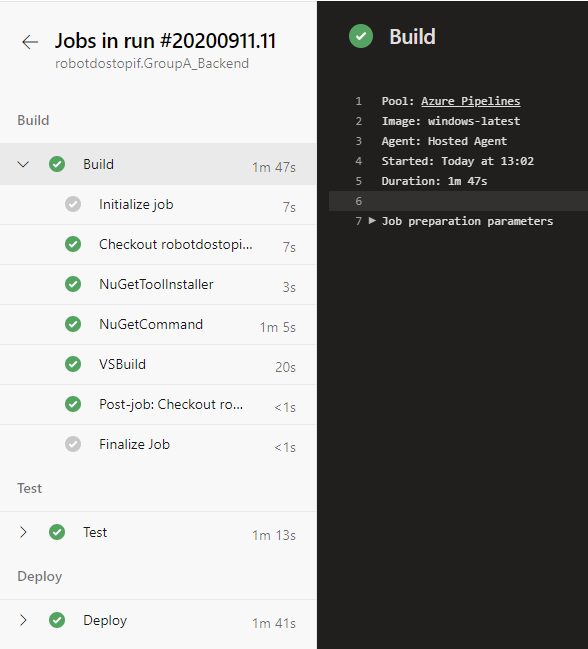 Jobs in run #20200911.11
robotdostopif.GroupA_Backend
Build
Build 1m 47s
Initialize job 7s
Checkout robotdostopi... 7s
NuGetToolInstaller 3s
NuGetCommand 1m 5s
VSBuild 20s
Post-job: Checkout ro... <1s
Finalize Job <1s
Test
Test 1m 13s
Deploy
Deploy 1m 41s
Build
1 Pool: Azure Pipelines
2 Image: windows-latest
3 Agent: Hosted Agent
4 Started: Today at 13:02
5 Duration: 1m 47s
6
7 Job preparation parameters